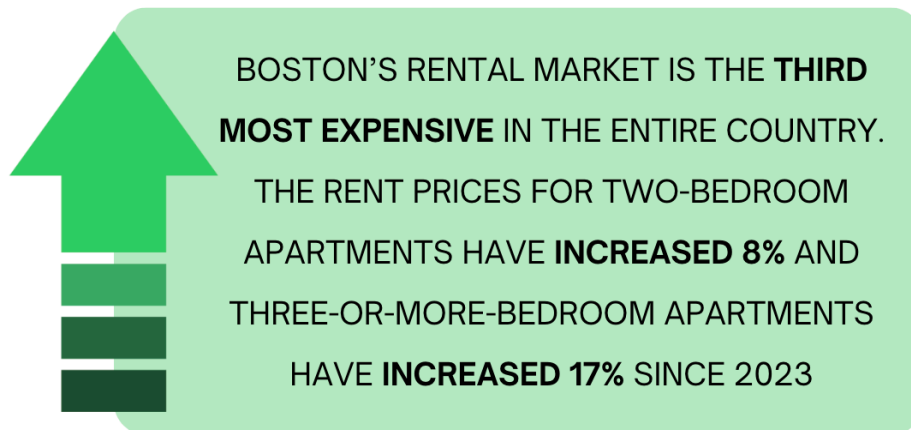 BOSTON'S RENTAL MARKET IS THE THIRD
MOST EXPENSIVE IN THE ENTIRE COUNTRY.
THE RENT PRICES FOR TWO-BEDROOM
APARTMENTS HAVE INCREASED 8% AND
THREE-OR-MORE-BEDROOM APARTMENTS
HAVE INCREASED 17% SINCE 2023